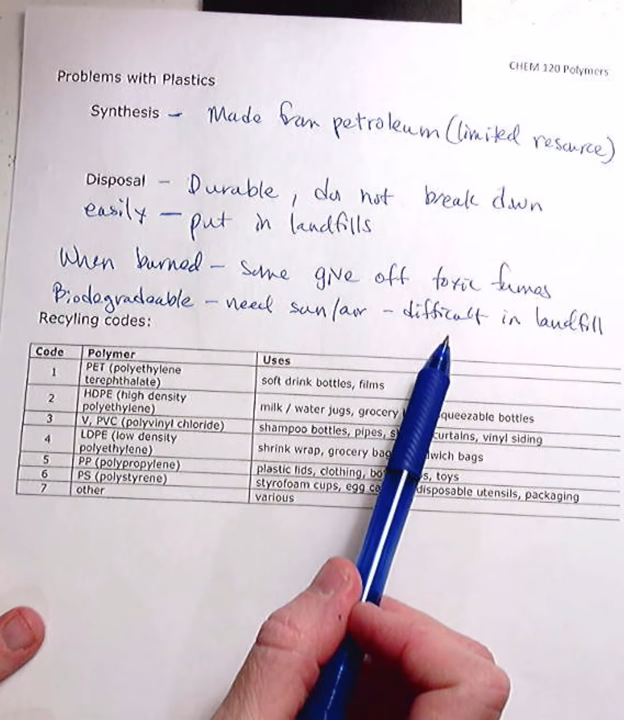 CHEM 120 Polymers
Problems with Plastics
Synthesis – Made from petroleum (limited resource)
Disposal – Durable, do not break down
easily – put in landfills
When burned – some give off toxic fumes
Biodegradeable – need sun/air – difficult in landfill
Recyling codes:
Code Polymer Uses
1 PET (polyethylene terephthalate) soft drink bottles, films
2 HDPE (high density polyethylene) milk / water jugs, grocery queezable bottles
3 V, PVC (polyvinyl chloride) shampoo bottles, pipes, curtains, vinyl siding
4 LDPE (low density polyethylene) shrink wrap, grocery wich bags
5 PP (polypropylene) plastic lids, clothing, toys
6 PS (polystyrene) styrofoam cups, egg disposable utensils, packaging
7 other various